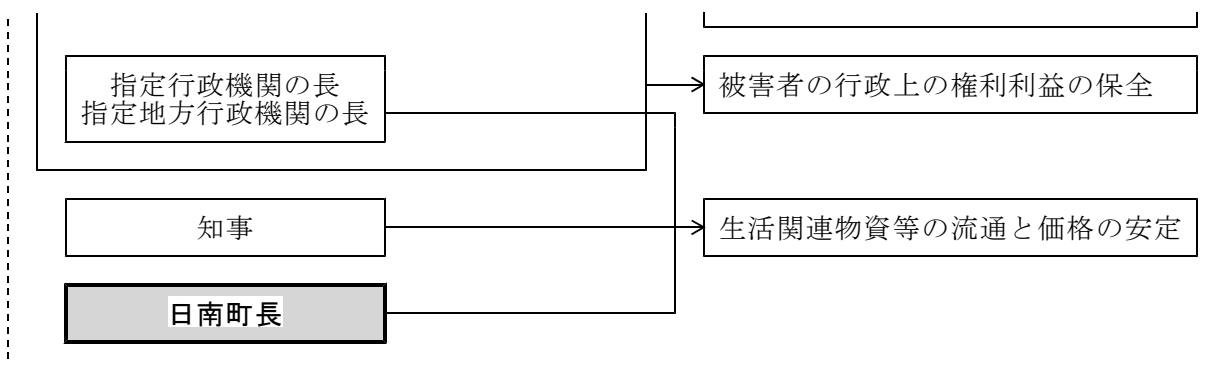 指定行政機関の長
指定地方行政機関の長
被害者の行政上の権利利益の保全
知事
生活関連物資等の流通と価格の安定
日南町長